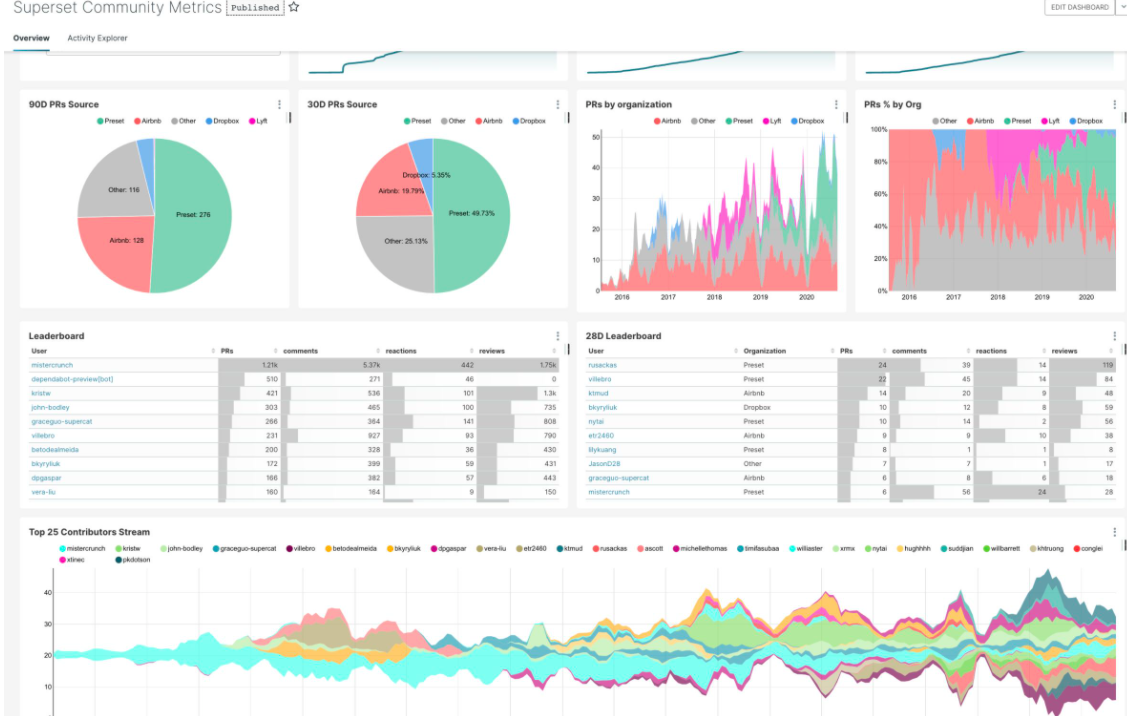 Superset Community Metrics Published
EDIT DASHBOARD
Overview Activity Explorer
90D PRs Source
Preset Airbnb Other Dropbox Lyft
Other: 116
Preset: 276
Airbnb: 128
30D PRs Source
Preset Other Airbnb Dropbox
Dropbox: 5.35%
Airbnb: 19.79%
Preset: 49.73%
Other: 25.13%
PRs by organization
Airbnb Other Preset Lyft Dropbox
50
40
30
20
10
0
2016 2017 2018 2019 2020
PRs % by Org
Other Airbnb Preset Lyft Dropbox
100%
80%
60%
40%
20%
0%
2016 2017 2018 2019 2020
Leaderboard
User PRs comments reactions reviews
mistercrunch 1.21k 5.37k 442 1.75k
dependabot-preview[bot] 510 271 46 0
kristw 421 536 101 1.3k
john-bodley 303 465 100 735
graceguo-supercat 266 364 141 808
villebro 231 927 93 790
betodealmeida 200 328 36 430
bkyryliuk 172 399 59 431
dpgaspar 166 382 57 443
vera-liu 160 164 9 150
28D Leaderboard
User Organization PRs comments reactions reviews
rusackas Preset 24 39 14 119
villebro Preset 22 45 14 84
ktmud Airbnb 14 20 9 48
bkyryliuk Dropbox 10 12 8 59
nytai Preset 10 14 2 56
etr2460 Airbnb 9 9 10 38
lilykuang Preset 8 1 1 8
JasonD28 Other 7 7 1 17
graceguo-supercat Airbnb 6 8 6 18
mistercrunch Preset 6 56 24 28
Top 25 Contributors Stream
mistercrunch kristw john-bodley graceguo-supercat villebro betodealmeida bkyryliuk dpgaspar vera-liu etr2460 ktmud rusackas ascott michellethomas timifasubaa williaster xrmx nytai hughhhh suddjian willbarrett khtruong conglei
xtinec pkdotson
40
30
20
10